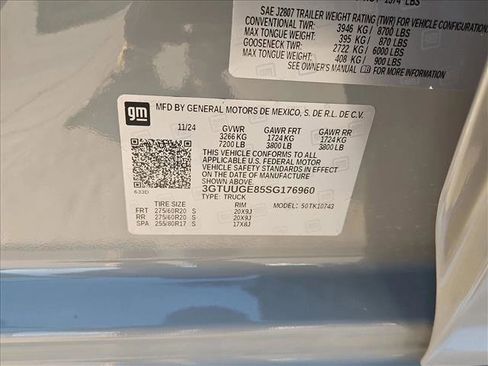 SAE J2807 TRAILER WEIGHT RATING (TWR) FOR VEHICLE CONFIGURATION
CONVENTIONAL TWR: 3946 KG / 8700 LBS
MAX TONGUE WT: 395 KG / 870 LBS
GOOSENECK TWR: 2722 KG / 6000 LBS
MAX TONGUE WT: 408 KG / 900 LBS
SEE OWNER'S MANUAL FOR MORE INFORMATION
gm
MFD BY GENERAL MOTORS DE MEXICO, S. DE R.L. DE C.V.
11/24 GVWR GAWR FRT GAWR RR
3266 KG 1724 KG 1724 KG
7200 LB 3800 LB 3800 LB
THIS VEHICLE CONFORMS TO ALL
APPLICABLE U.S. FEDERAL MOTOR
VEHICLE SAFETY STANDARDS IN EFFECT ON
THE DATE OF MANUFACTURE SHOWN ABOVE.
3GTUUGE85SG176960
633D TYPE: TRUCK
TIRE SIZE RIM MODEL: 50TK10743
FRT 275/60R20 S 20X9J
RR 275/60R20 S 20X9J
SPA 255/80R17 S 17X8J